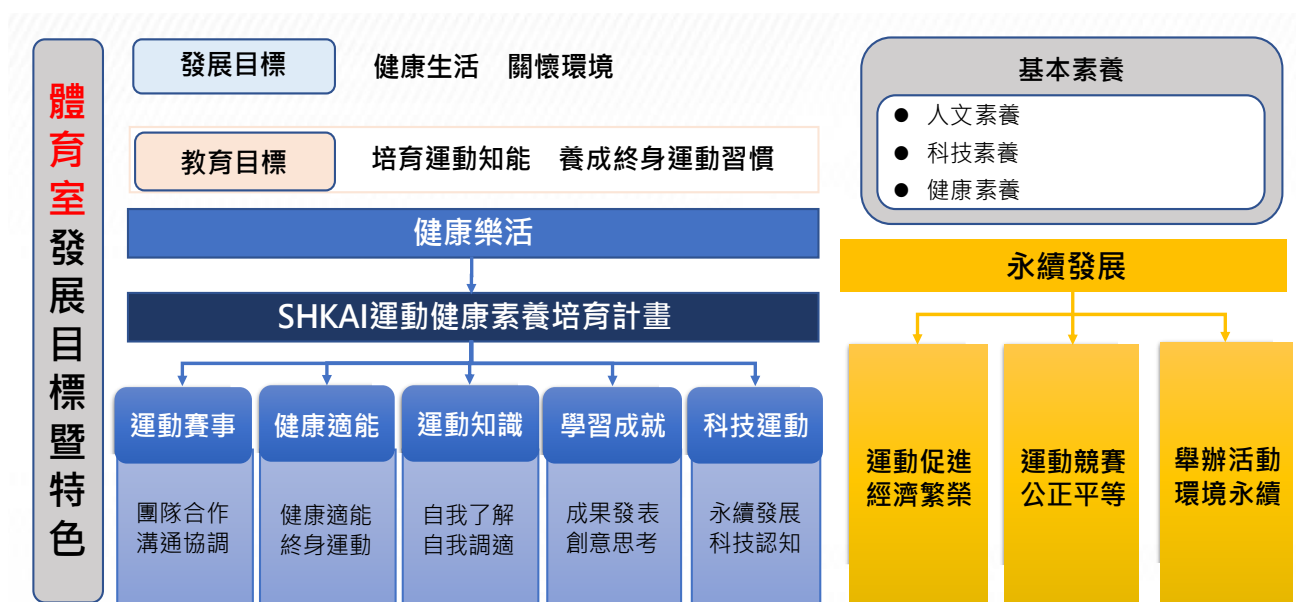 體育室發展目標暨特色
發展目標
健康生活 關懷環境
教育目標
培育運動知能 養成終身運動習慣
健康樂活
SHKAI運動健康素養培育計畫
運動賽事
團隊合作
溝通協調
健康適能
健康適能
終身運動
運動知識
自我了解
自我調適
學習成就
成果發表
創意思考
科技運動
永續發展
科技認知
基本素養
● 人文素養
● 科技素養
● 健康素養
永續發展
運動促進
經濟繁榮
運動競賽
公正平等
舉辦活動
環境永續